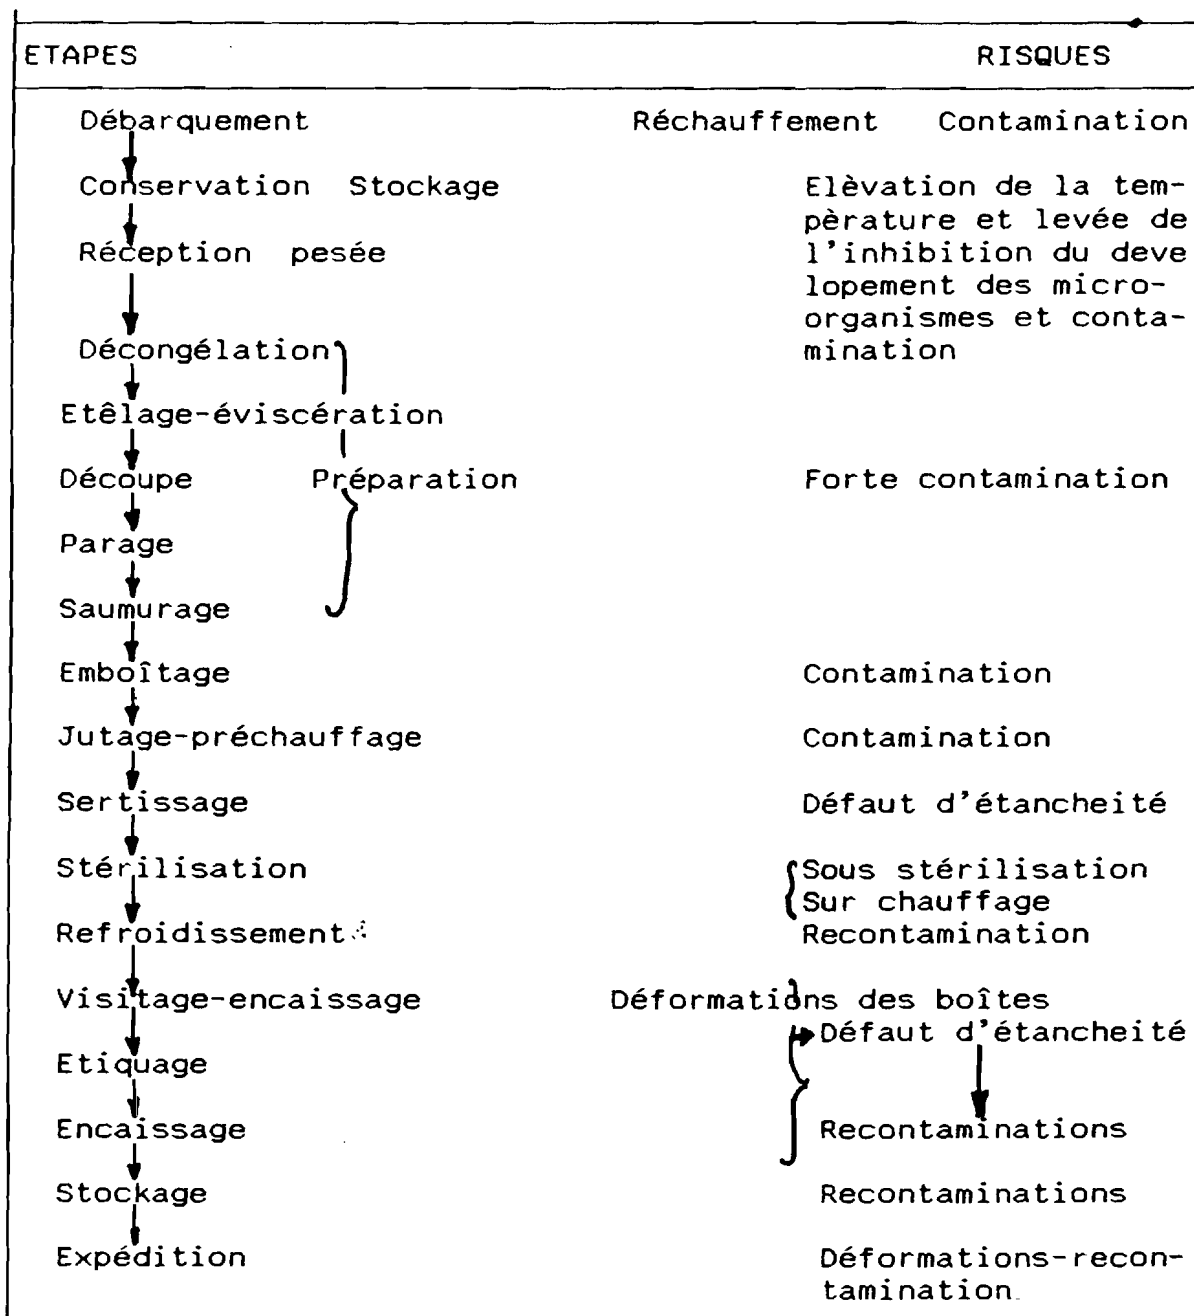 ETAPES RISQUES
Débarquement Réchauffement Contamination
Conservation Stockage Elèvation de la tem-
pèrature et levée de
Réception pesée l'inhibition du deve
lopement des micro-
organismes et conta-
Décongélation mination
Etêlage-éviscération
Découpe Préparation Forte contamination
Parage
Saumurage
Emboîtage Contamination
Jutage-préchauffage Contamination
Sertissage Défaut d'étancheité
Stérilisation Sous stérilisation
Sur chauffage
Refroidissement Recontamination
Visitage-encaissage Déformations des boîtes
Défaut d'étancheité
Etiquage
Encaissage Recontaminations
Stockage Recontaminations
Expédition Déformations-recon-
tamination